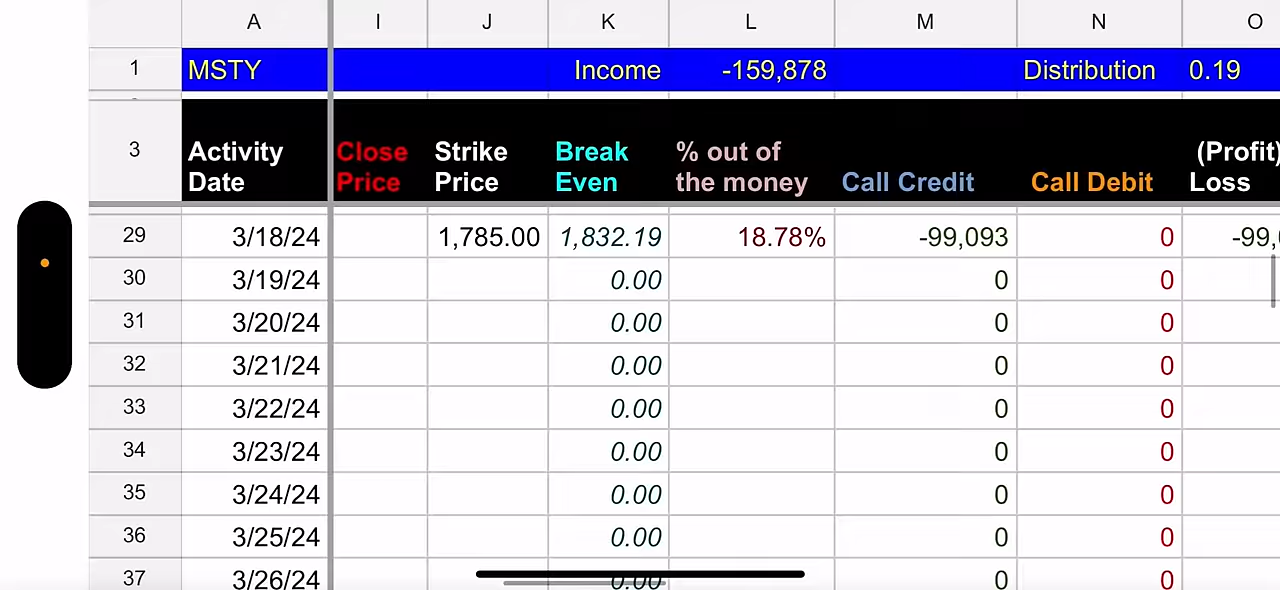 A I J K L M N O
1 MSTY Income -159,878 Distribution 0.19
3 Activity Date Close Price Strike Price Break Even % out of the money Call Credit Call Debit (Profit) Loss
29 3/18/24 1,785.00 1,832.19 18.78% -99,093 0 -99,
30 3/19/24 0.00 0 0
31 3/20/24 0.00 0 0
32 3/21/24 0.00 0 0
33 3/22/24 0.00 0 0
34 3/23/24 0.00 0 0
35 3/24/24 0.00 0 0
36 3/25/24 0.00 0 0
37 3/26/24 0.00 0 0